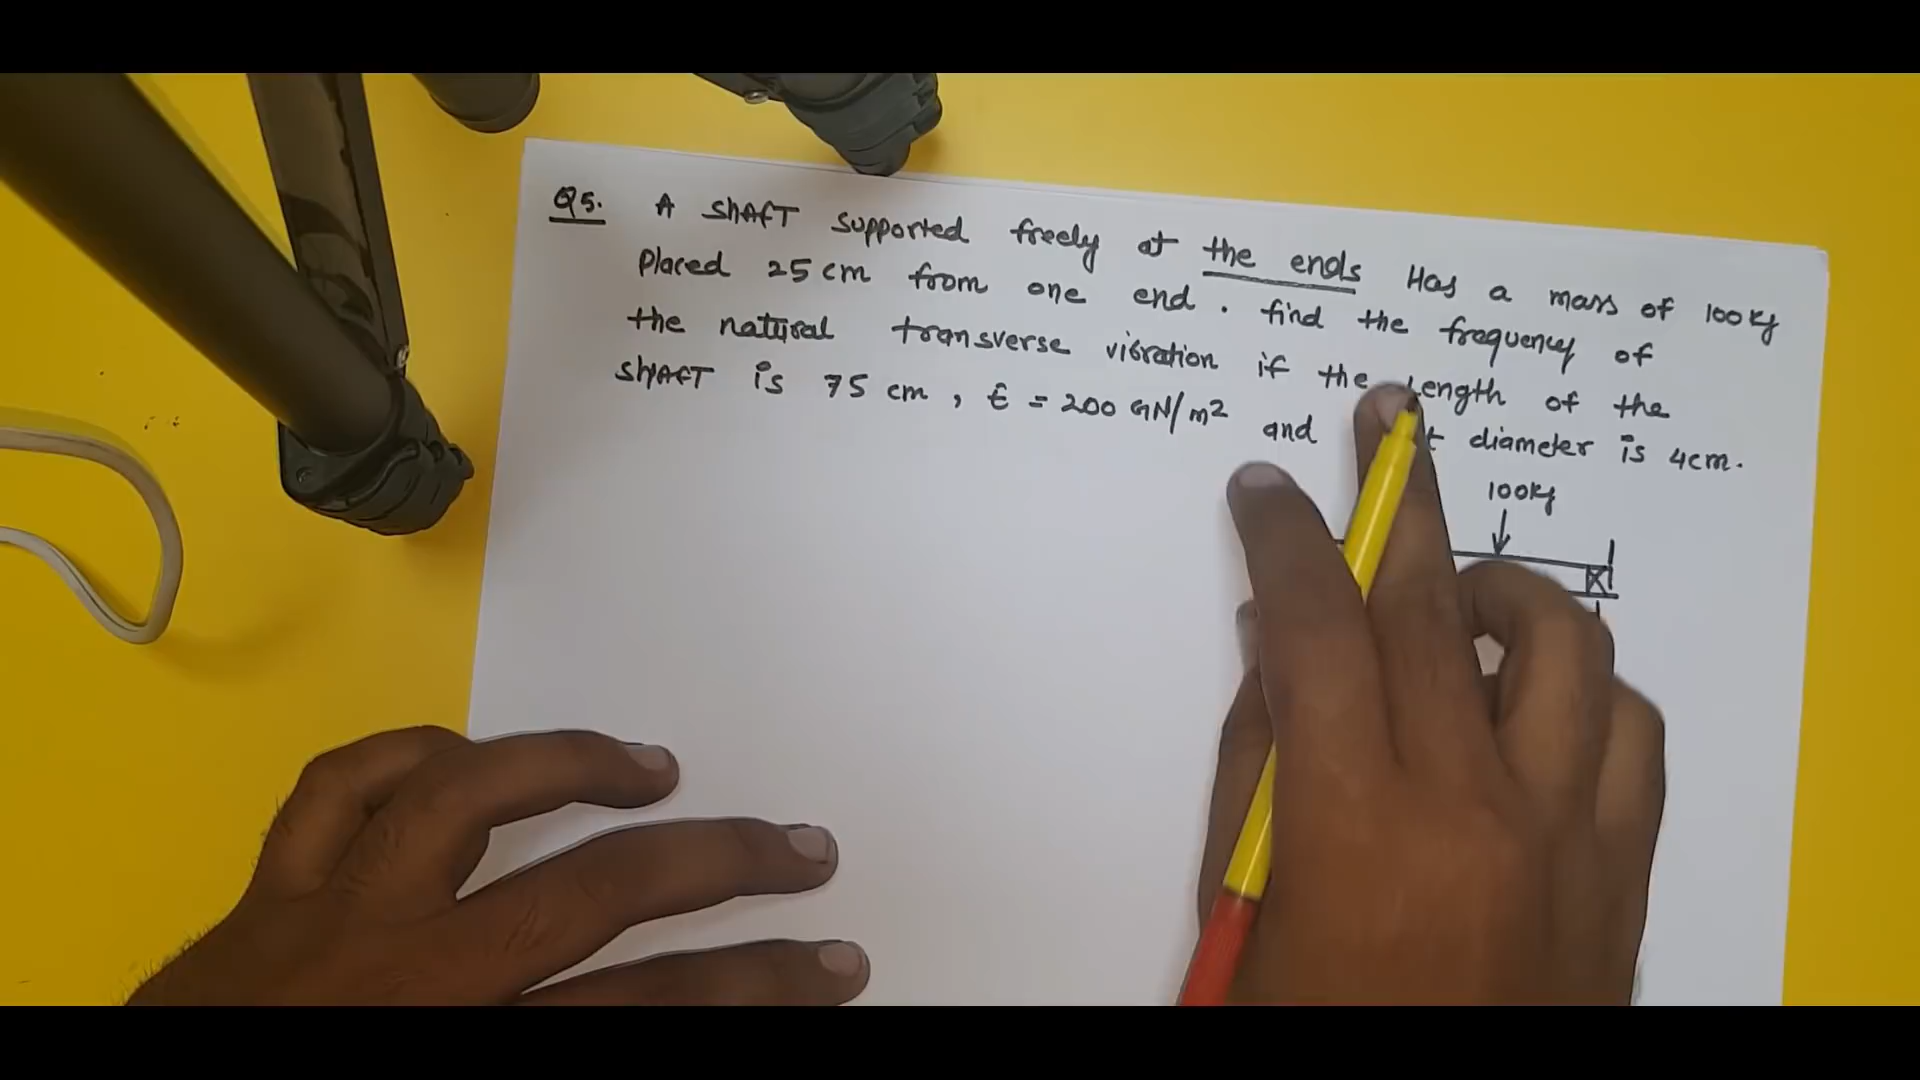 Q5. A SHAFT supported freely at the ends Has a mass of 100kg
Placed 25 cm from one end. find the frequency of
the natural transverse vibration if the Length of the
SHAFT is 75 cm, E = 200 GN/m² and diameter is 4cm.
100kg